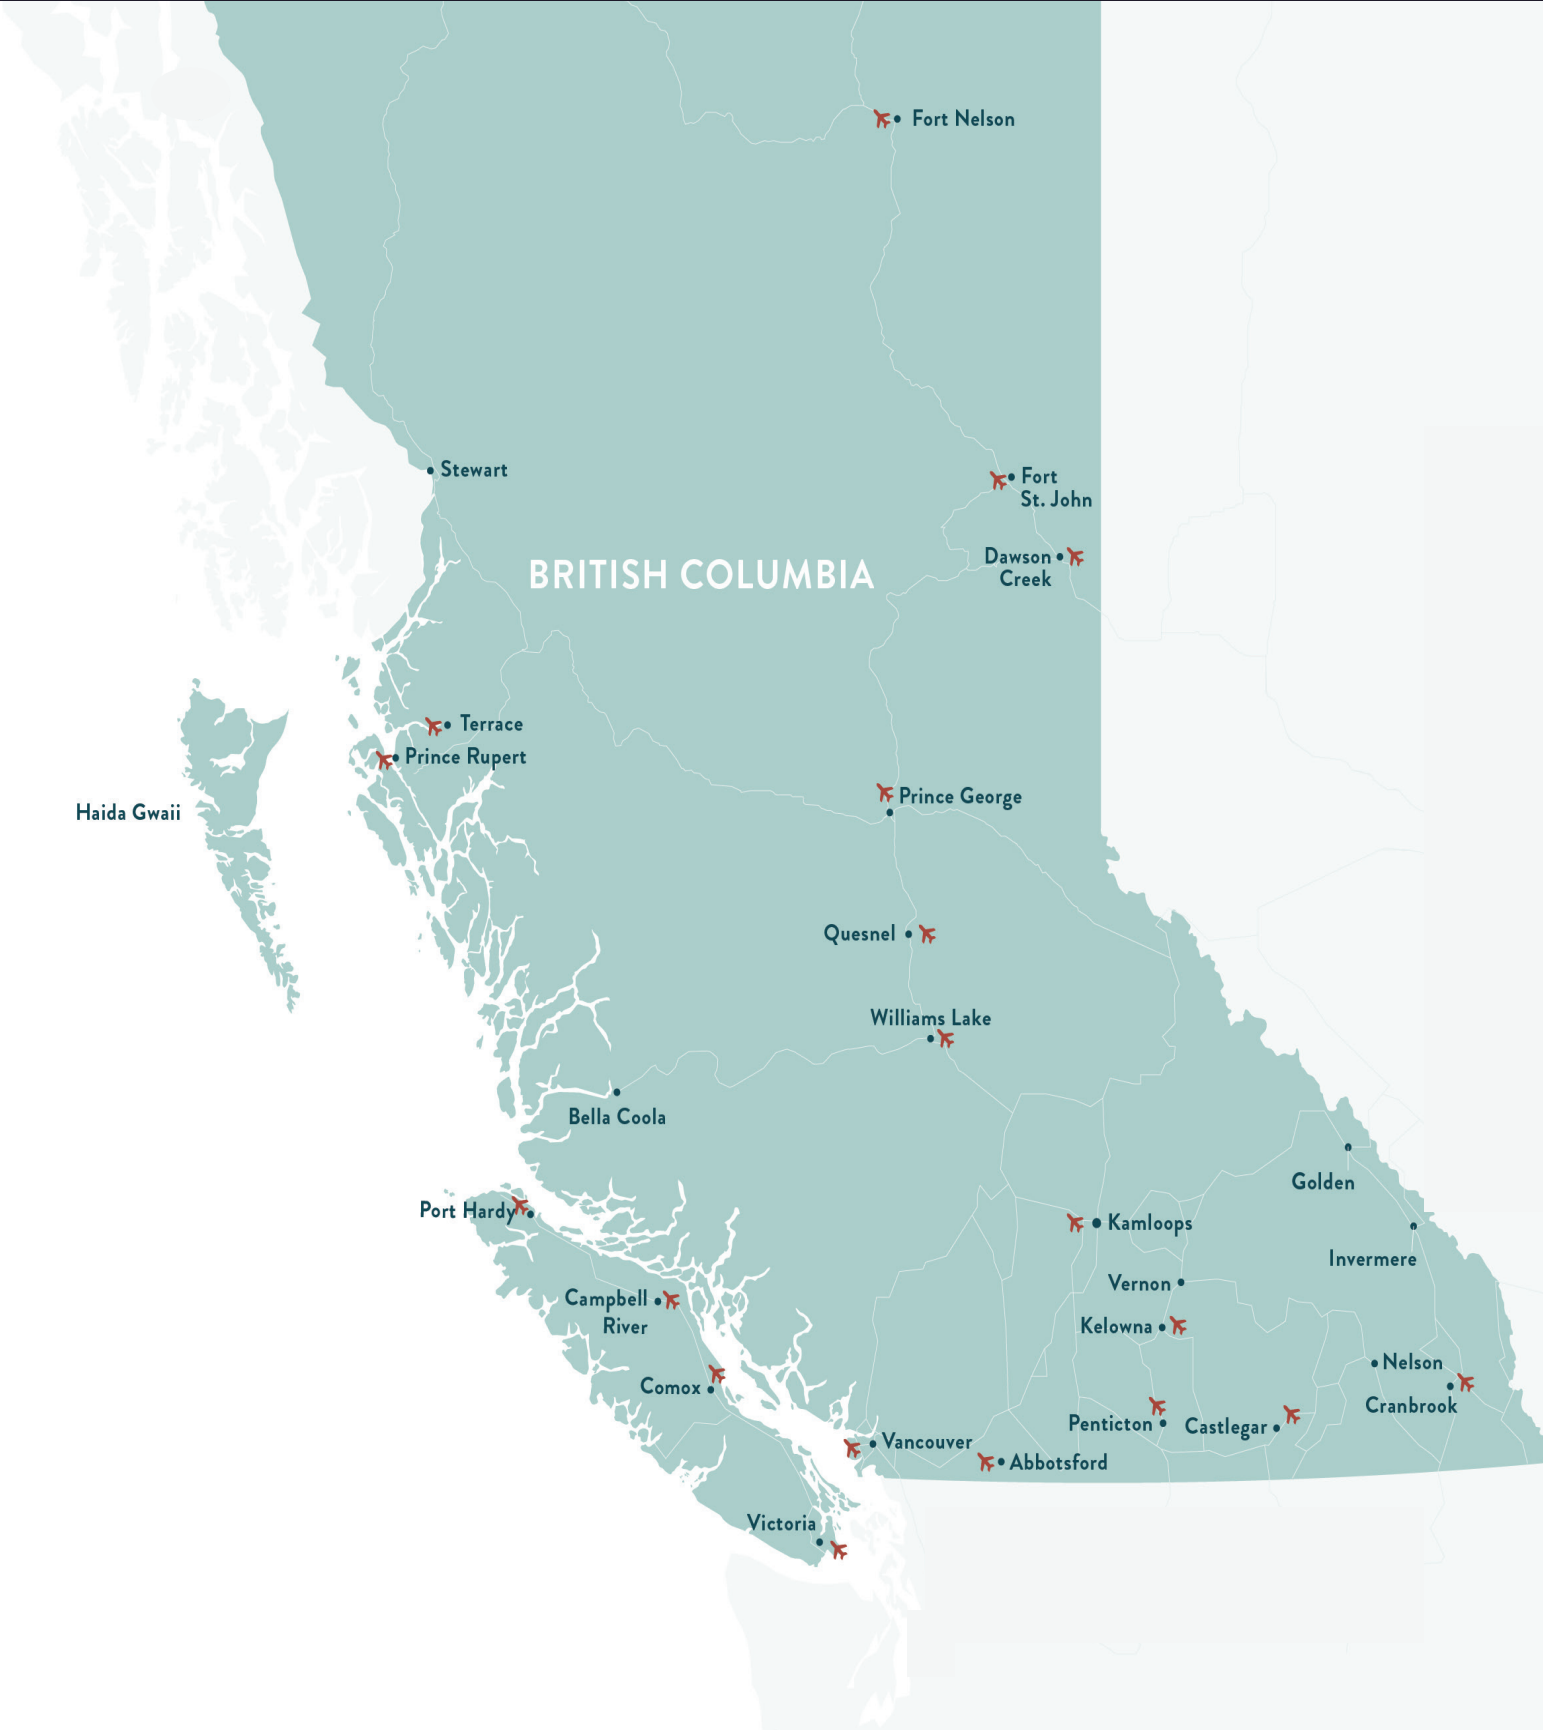 Fort Nelson
Stewart
Fort
St. John
BRITISH COLUMBIA
Dawson
Creek
Terrace
Prince Rupert
Prince George
Haida Gwaii
Quesnel
Williams Lake
Bella Coola
Golden
Port Hardy
Kamloops
Invermere
Vernon
Campbell
River
Kelowna
Nelson
Comox
Cranbrook
Penticton
Castlegar
Vancouver
Abbotsford
Victoria